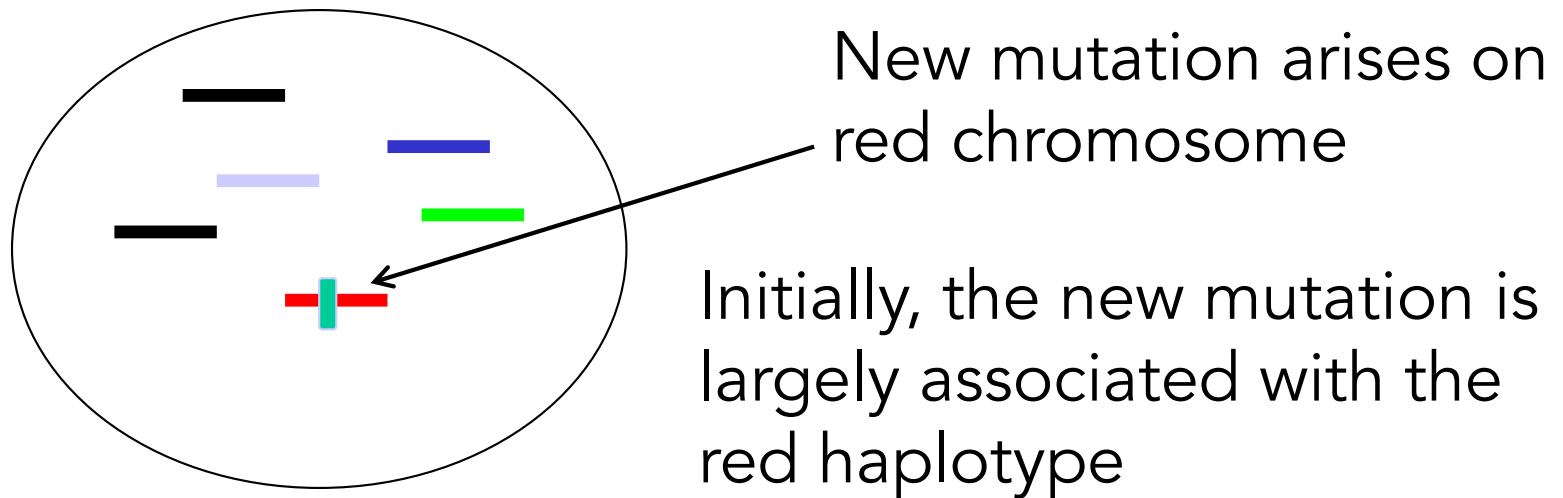 New mutation arises on
red chromosome
Initially, the new mutation is
largely associated with the
red haplotype